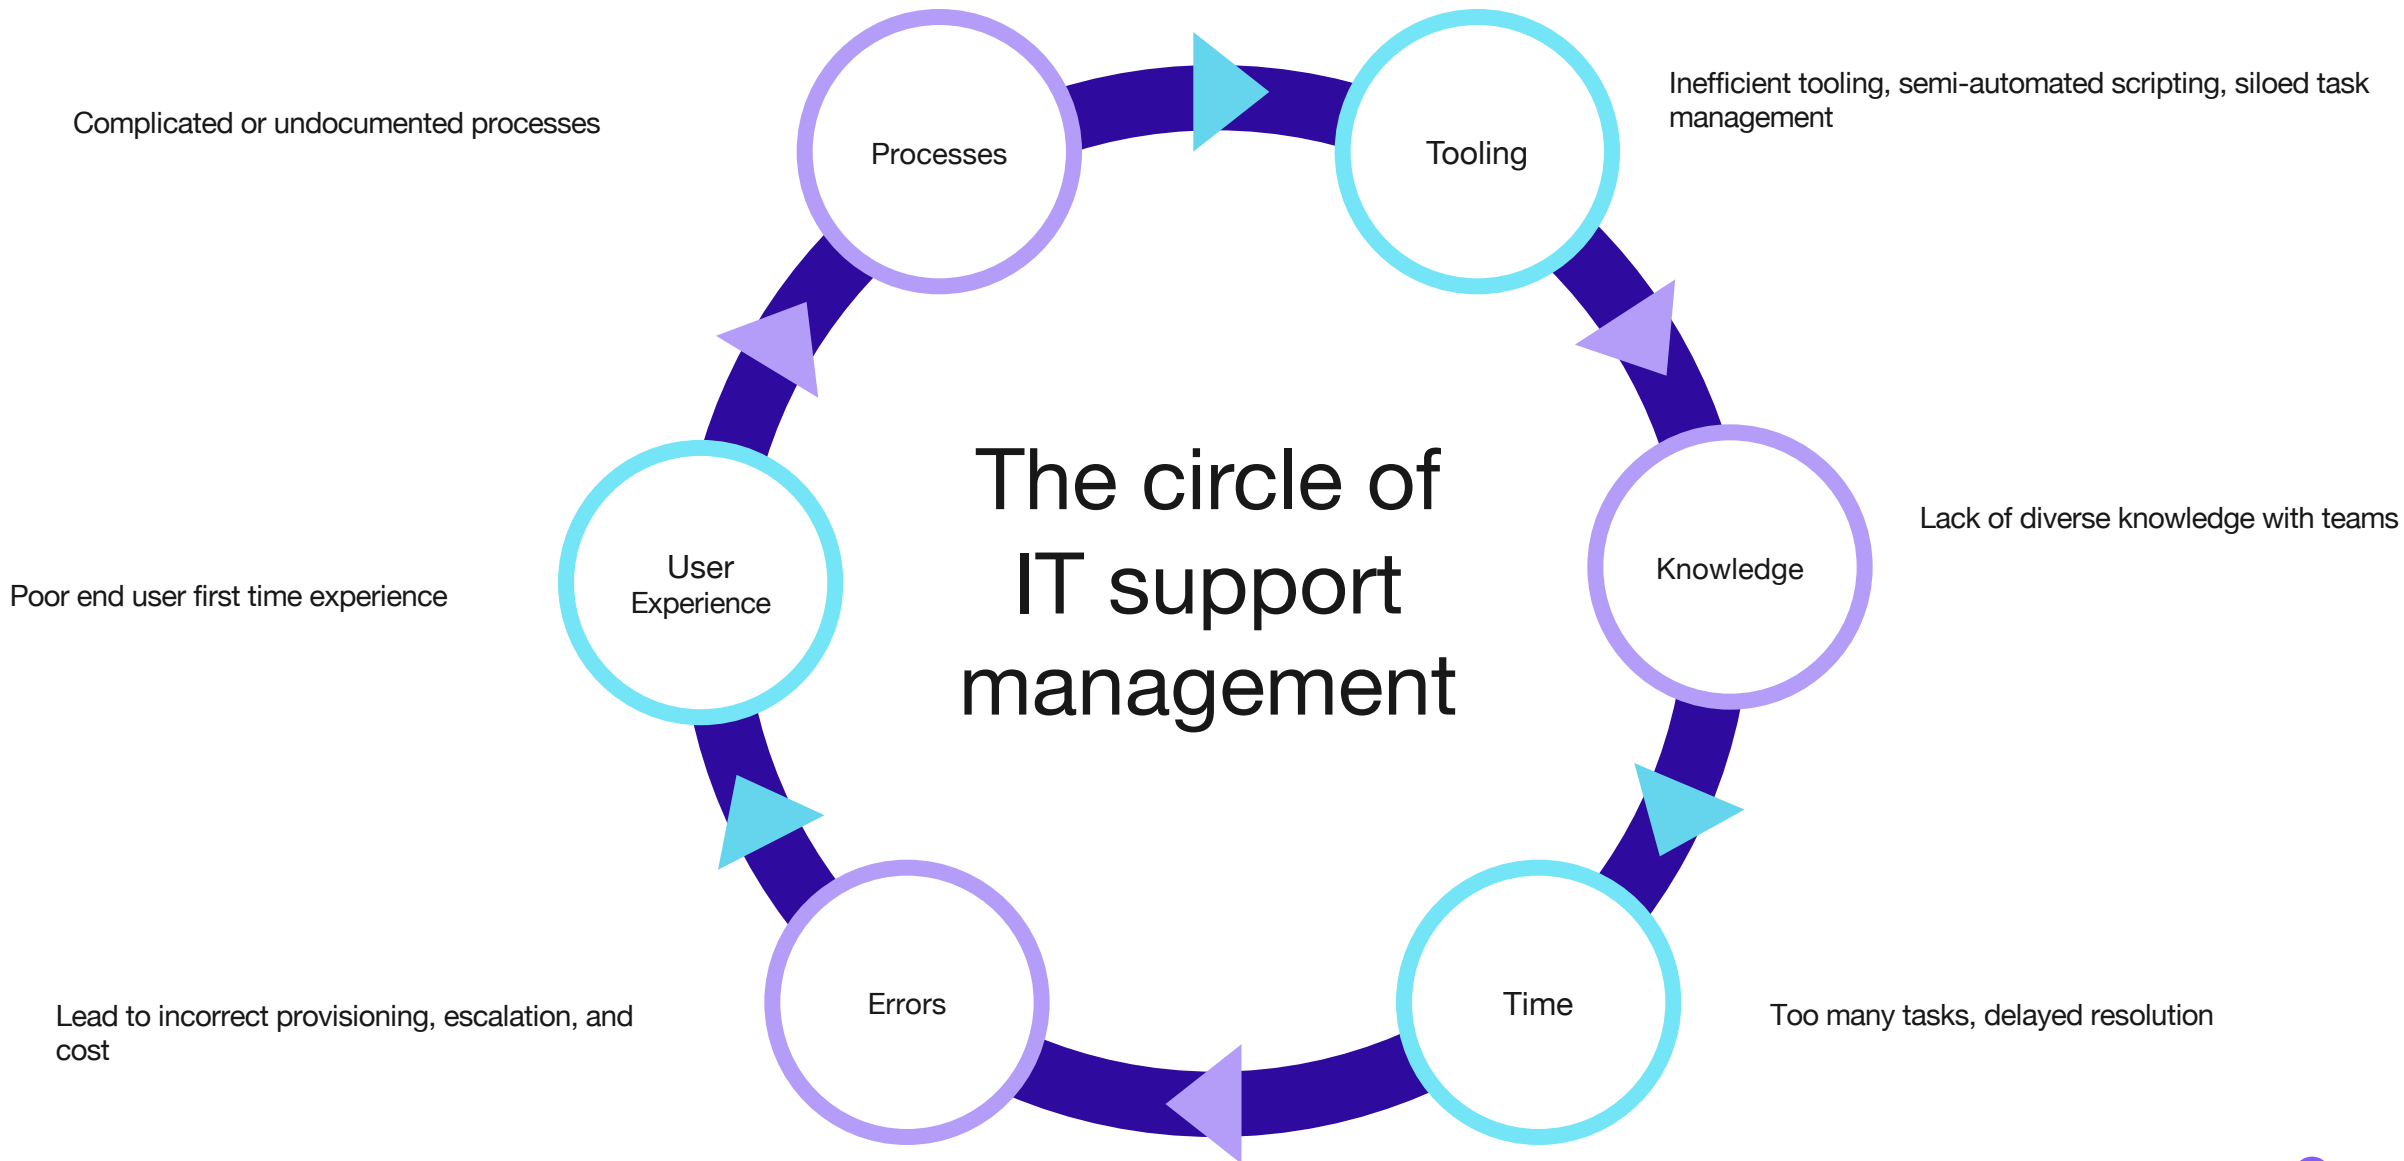 Complicated or undocumented processes
Processes
Tooling
Inefficient tooling, semi-automated scripting, siloed task
management
Poor end user first time experience
User
Experience
The circle of
IT support
management
Knowledge
Lack of diverse knowledge with teams
Lead to incorrect provisioning, escalation, and
cost
Errors
Time
Too many tasks, delayed resolution